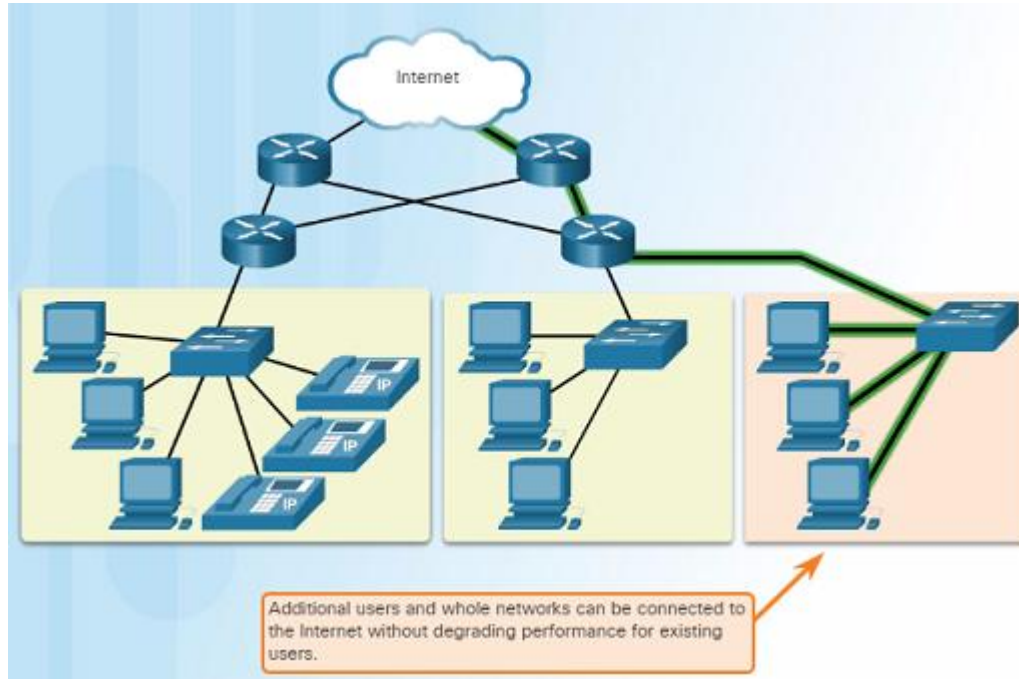 Internet
IP
IP
IP
Additional users and whole networks can be connected to
the Internet without degrading performance for existing
users.